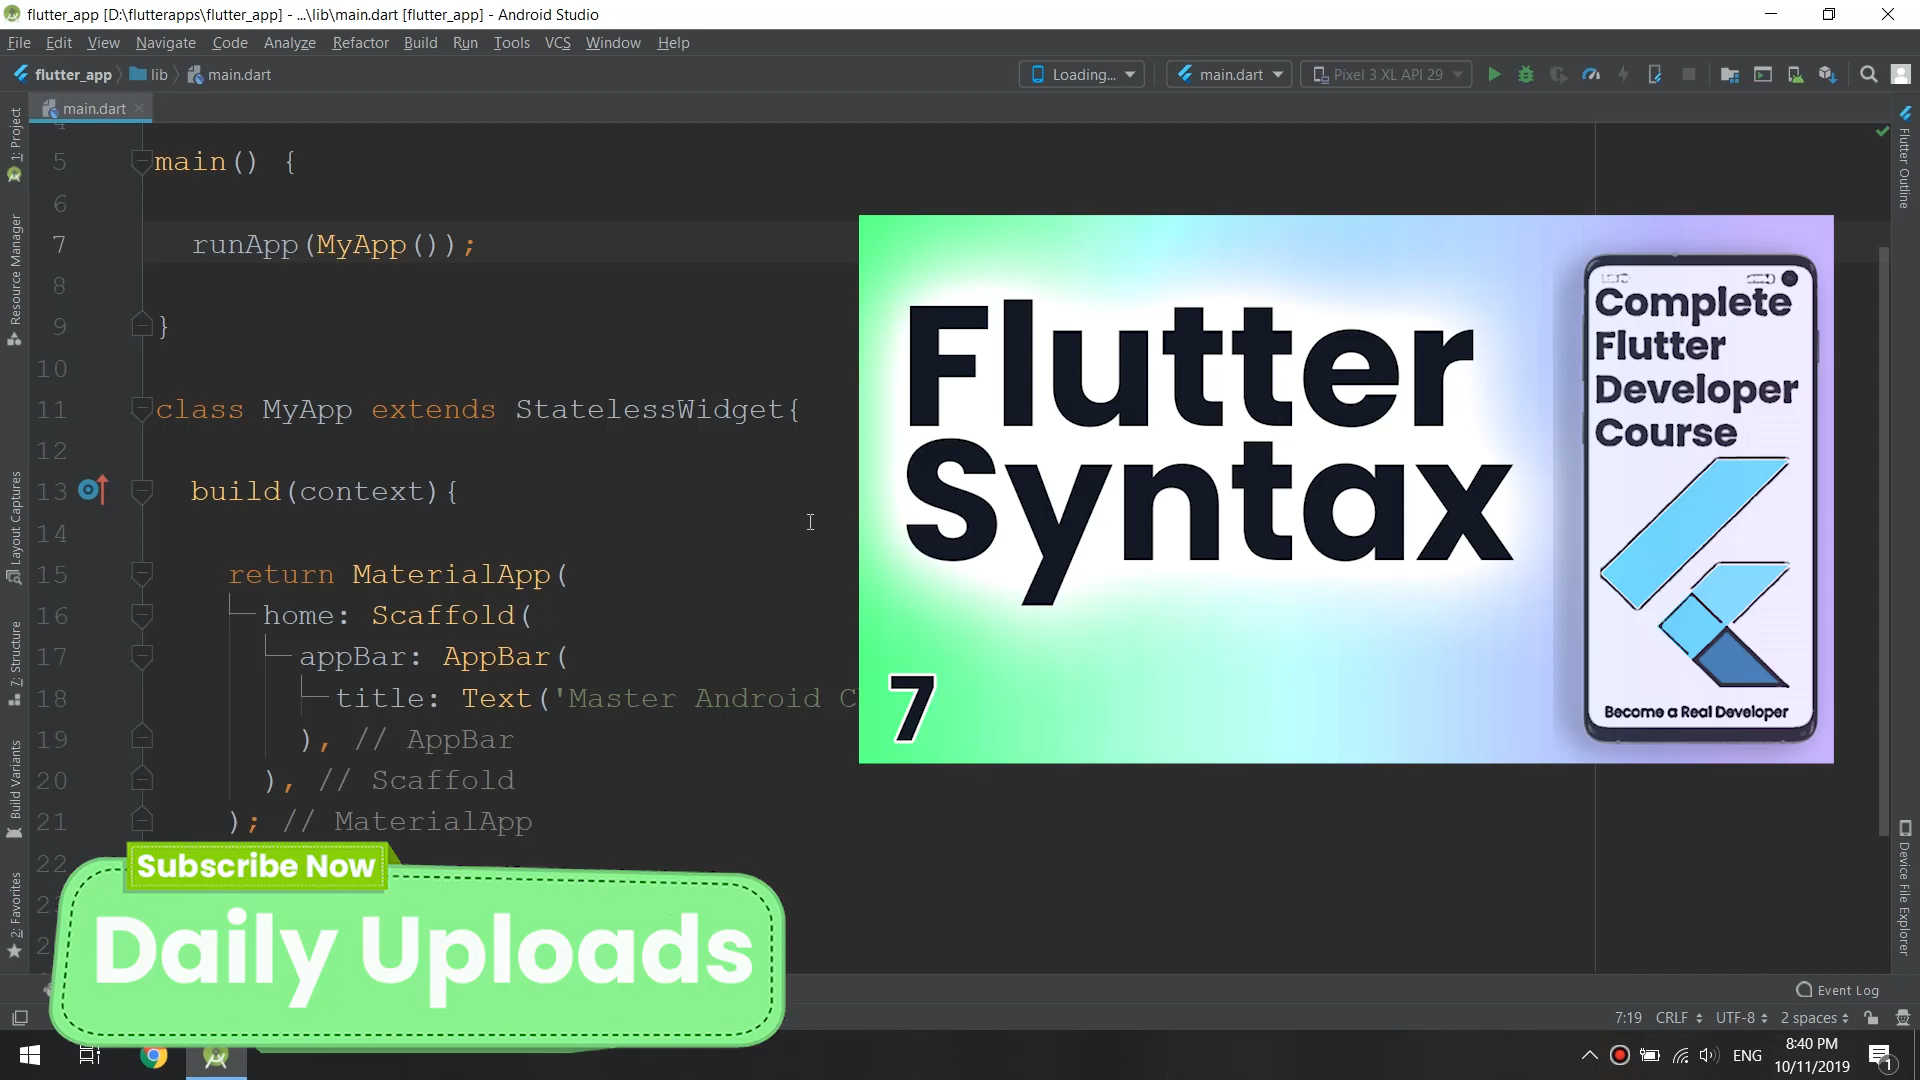 flutter_app [D:\flutterapps\flutter_app] - ...\lib\main.dart [flutter_app] - Android Studio
File Edit View Navigate Code Analyze Refactor Build Run Tools VCS Window Help
flutter_app lib main.dart Loading... main.dart Pixel 3 XL API 29
main.dart
1: Project
Resource Manager
Layout Captures
7: Structure
Build Variants
2: Favorites
4
5 main() {
6
7 runApp(MyApp());
8
9 }
10
11 class MyApp extends StatelessWidget{
12
13 build(context){
14
15 return MaterialApp(
16 home: Scaffold(
17 appBar: AppBar(
18 title: Text('Master Android C
19 ), // AppBar
20 ), // Scaffold
21 ); // MaterialApp
22
Flutter
Syntax
7
Complete
Flutter
Developer
Course
Become a Real Developer
Flutter Outline
Device File Explorer
Subscribe Now
Daily Uploads
Event Log
7:19 CRLF UTF-8 2 spaces
ENG
8:40 PM
10/11/2019
1